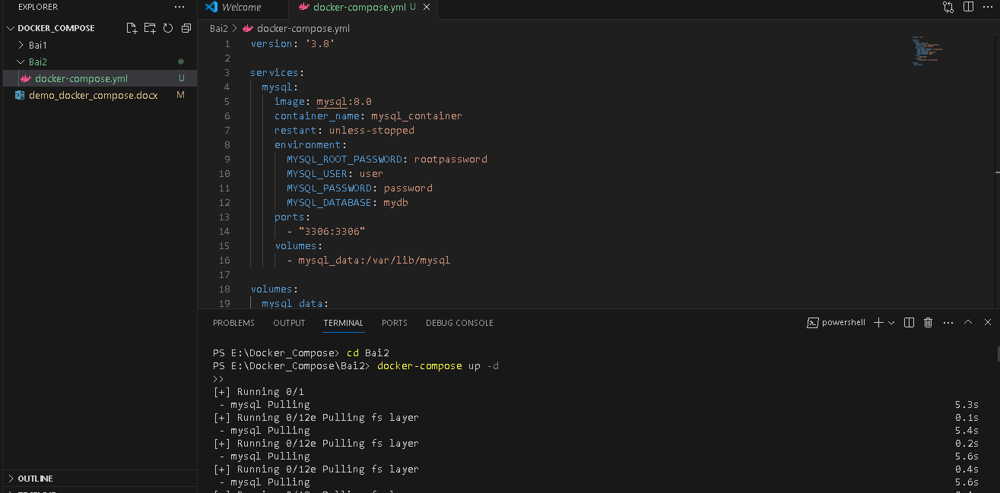 EXPLORER
DOCKER_COMPOSE
Bai1
Bai2
docker-compose.yml U
demo_docker_compose.docx M
OUTLINE
Welcome
docker-compose.yml U
Bai2 > docker-compose.yml
1 version: '3.8'
2
3 services:
4 mysql:
5 image: mysql:8.0
6 container_name: mysql_container
7 restart: unless-stopped
8 environment:
9 MYSQL_ROOT_PASSWORD: rootpassword
10 MYSQL_USER: user
11 MYSQL_PASSWORD: password
12 MYSQL_DATABASE: mydb
13 ports:
14 - "3306:3306"
15 volumes:
16 - mysql_data:/var/lib/mysql
17
18 volumes:
19 mysql_data:
PROBLEMS OUTPUT TERMINAL PORTS DEBUG CONSOLE powershell
PS E:\Docker_Compose> cd Bai2
PS E:\Docker_Compose\Bai2> docker-compose up -d
>>
[+] Running 0/1
- mysql Pulling 5.3s
[+] Running 0/12e Pulling fs layer 0.1s
- mysql Pulling 5.4s
[+] Running 0/12e Pulling fs layer 0.2s
- mysql Pulling 5.6s
[+] Running 0/12e Pulling fs layer 0.4s
- mysql Pulling 5.6s